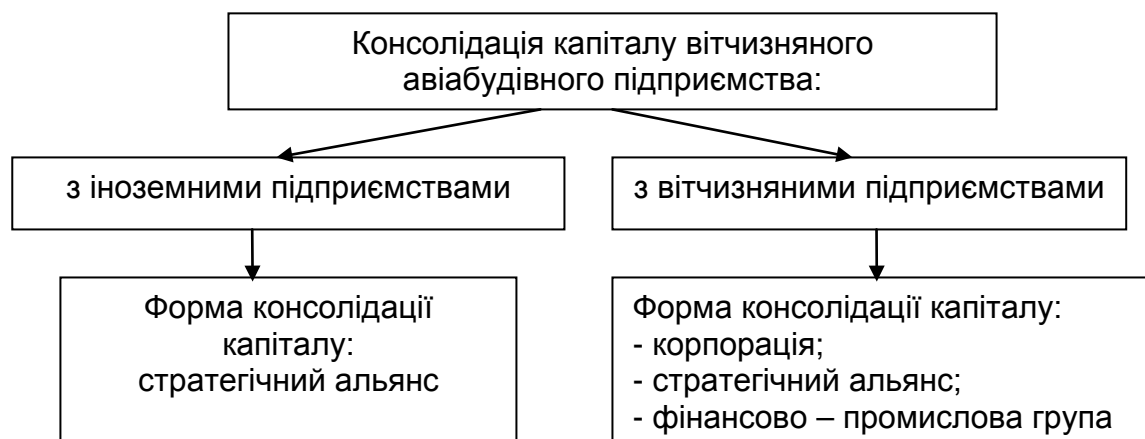 Консолідація капіталу вітчизняного
авіабудівного підприємства:
з іноземними підприємствами
з вітчизняними підприємствами
Форма консолідації
капіталу:
стратегічний альянс
Форма консолідації капіталу:
- корпорація;
- стратегічний альянс;
- фінансово – промислова група